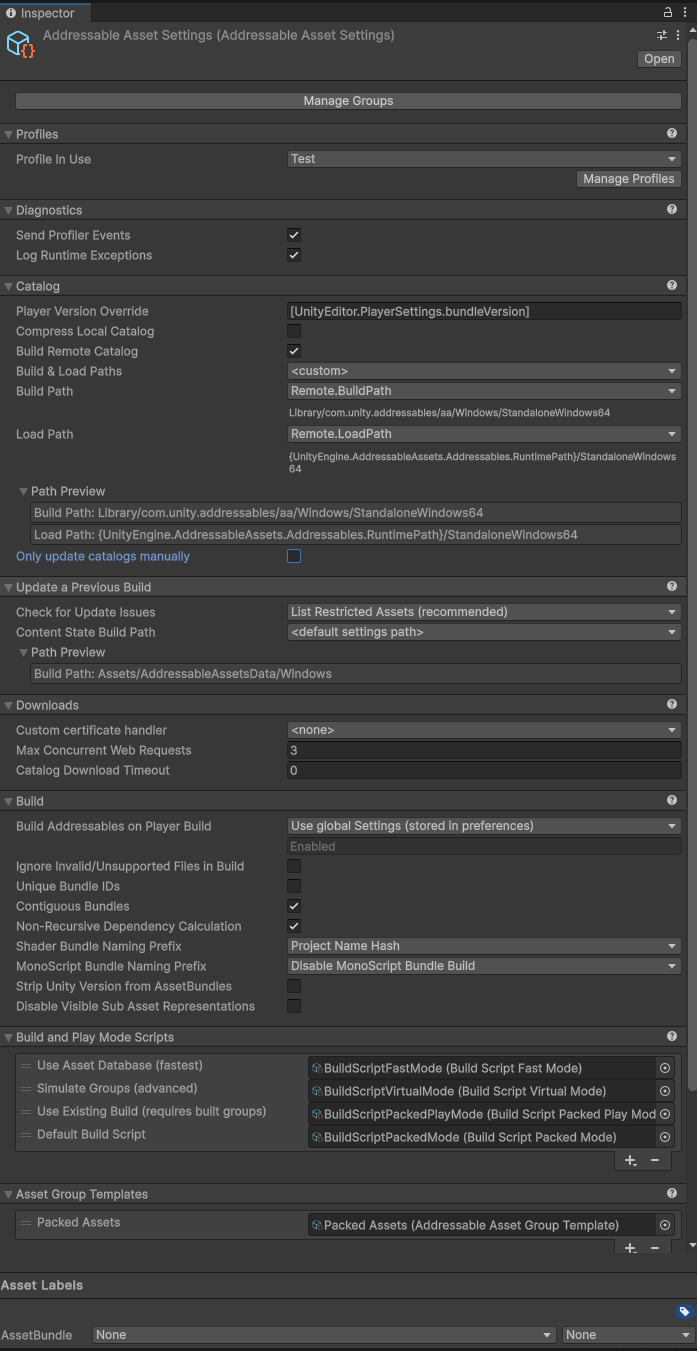 Inspector
Addressable Asset Settings (Addressable Asset Settings)
Open
Manage Groups
Profiles
Profile In Use Test
Manage Profiles
Diagnostics
Send Profiler Events
Log Runtime Exceptions
Catalog
Player Version Override [UnityEditor.PlayerSettings.bundleVersion]
Compress Local Catalog
Build Remote Catalog
Build & Load Paths <custom>
Build Path Remote.BuildPath
Library/com.unity.addressables/aa/Windows/StandaloneWindows64
Load Path Remote.LoadPath
{UnityEngine.AddressableAssets.Addressables.RuntimePath}/StandaloneWindows
64
Path Preview
Build Path: Library/com.unity.addressables/aa/Windows/StandaloneWindows64
Load Path: {UnityEngine.AddressableAssets.Addressables.RuntimePath}/StandaloneWindows64
Only update catalogs manually
Update a Previous Build
Check for Update Issues List Restricted Assets (recommended)
Content State Build Path <default settings path>
Path Preview
Build Path: Assets/AddressableAssetsData/Windows
Downloads
Custom certificate handler <none>
Max Concurrent Web Requests 3
Catalog Download Timeout 0
Build
Build Addressables on Player Build Use global Settings (stored in preferences)
Enabled
Ignore Invalid/Unsupported Files in Build
Unique Bundle IDs
Contiguous Bundles
Non-Recursive Dependency Calculation
Shader Bundle Naming Prefix Project Name Hash
MonoScript Bundle Naming Prefix Disable MonoScript Bundle Build
Strip Unity Version from AssetBundles
Disable Visible Sub Asset Representations
Build and Play Mode Scripts
Use Asset Database (fastest) BuildScriptFastMode (Build Script Fast Mode)
Simulate Groups (advanced) BuildScriptVirtualMode (Build Script Virtual Mode)
Use Existing Build (requires built groups) BuildScriptPackedPlayMode (Build Script Packed Play Mod
Default Build Script BuildScriptPackedMode (Build Script Packed Mode)
Asset Group Templates
Packed Assets Packed Assets (Addressable Asset Group Template)
Asset Labels
AssetBundle None None